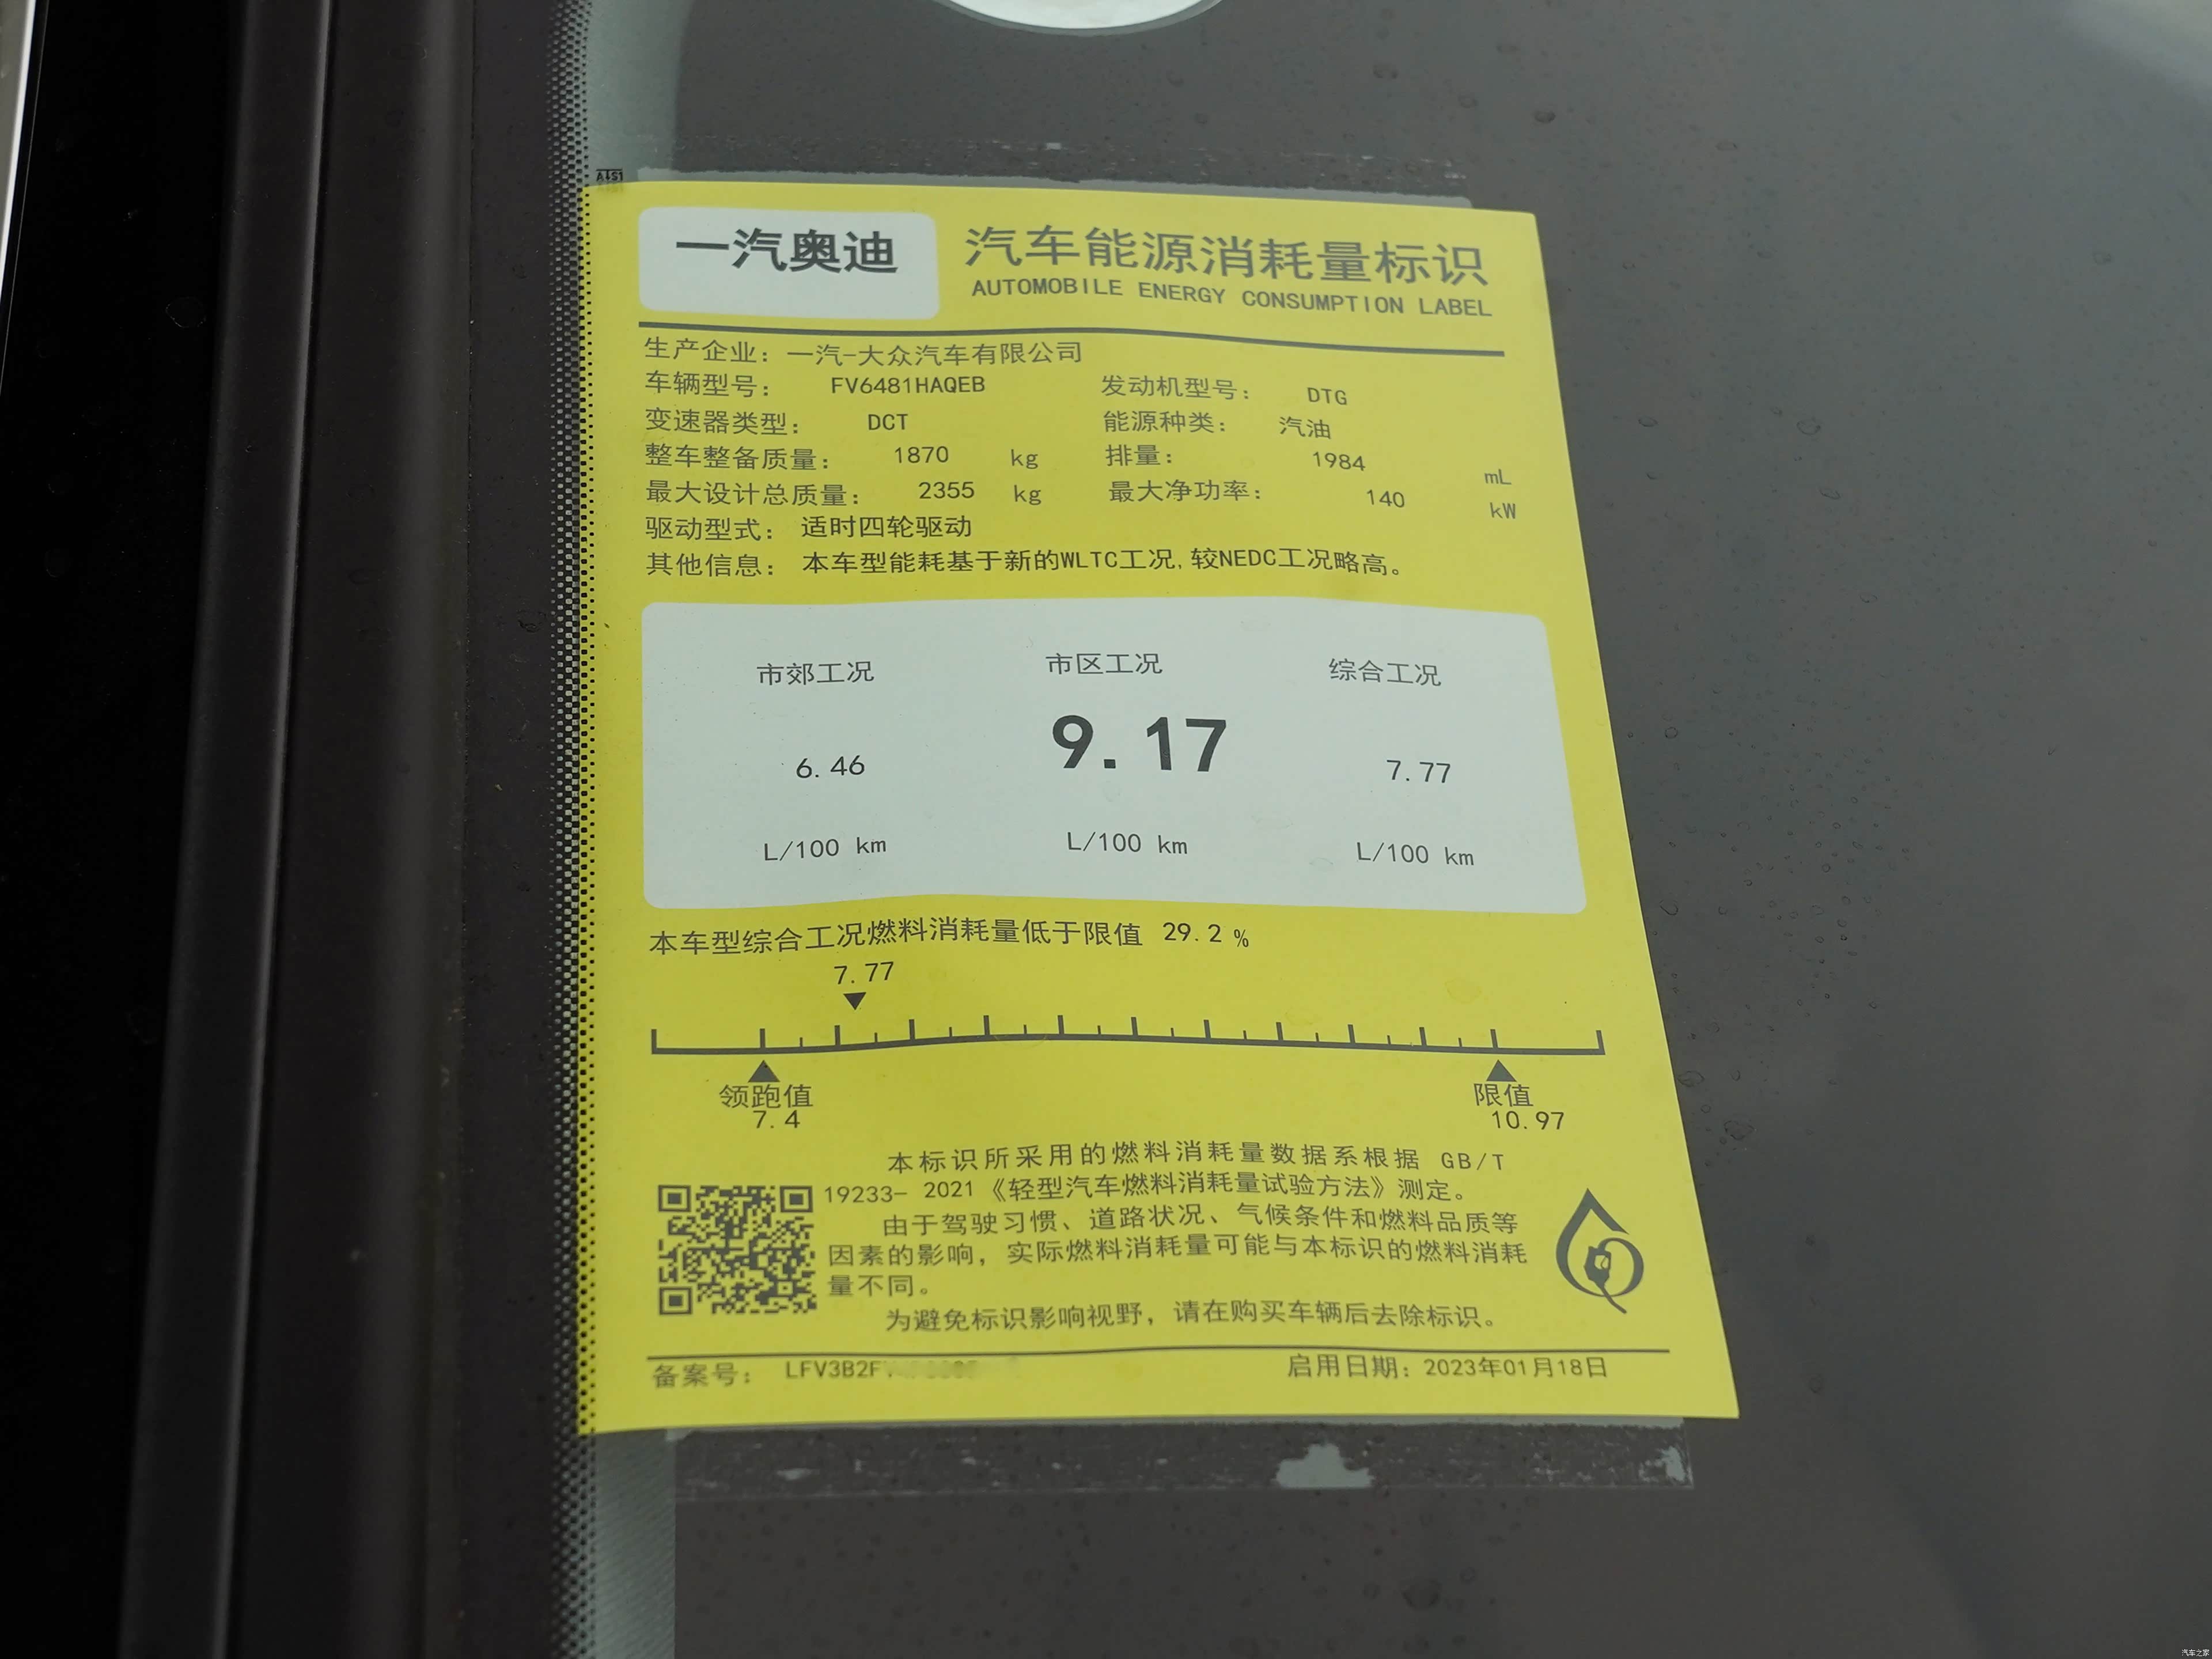 一汽奥迪
汽车能源消耗量标识
AUTOMOBILE ENERGY CONSUMPTION LABEL
生产企业：一汽-大众汽车有限公司
车辆型号： FV6481HAQEB 发动机型号： DTG
变速器类型： DCT 能源种类： 汽油
整车整备质量： 1870 kg 排量： 1984 mL
最大设计总质量： 2355 kg 最大净功率： 140 kW
驱动型式： 适时四轮驱动
其他信息： 本车型能耗基于新的WLTC工况,较NEDC工况略高。
市郊工况 市区工况 综合工况
6.46 9.17 7.77
L/100 km L/100 km L/100 km
本车型综合工况燃料消耗量低于限值 29.2 %
7.77
领跑值 限值
7.4 10.97
本标识所采用的燃料消耗量数据系根据 GB/T
19233- 2021《轻型汽车燃料消耗量试验方法》测定。
由于驾驶习惯、道路状况、气候条件和燃料品质等
因素的影响，实际燃料消耗量可能与本标识的燃料消耗
量不同。
为避免标识影响视野，请在购买车辆后去除标识。
备案号： LFV3B2F 启用日期：2023年01月18日
汽车之家